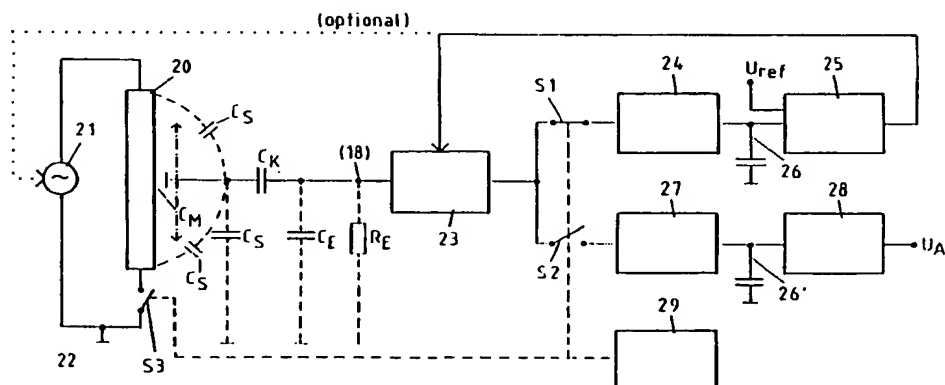 (optional)
20
21
C_S
C_K
(18)
C_M
C_S
C_S
C_E
R_E
S3
22
23
S1
S2
24
U_ref
25
26
27
28
U_A
26'
29